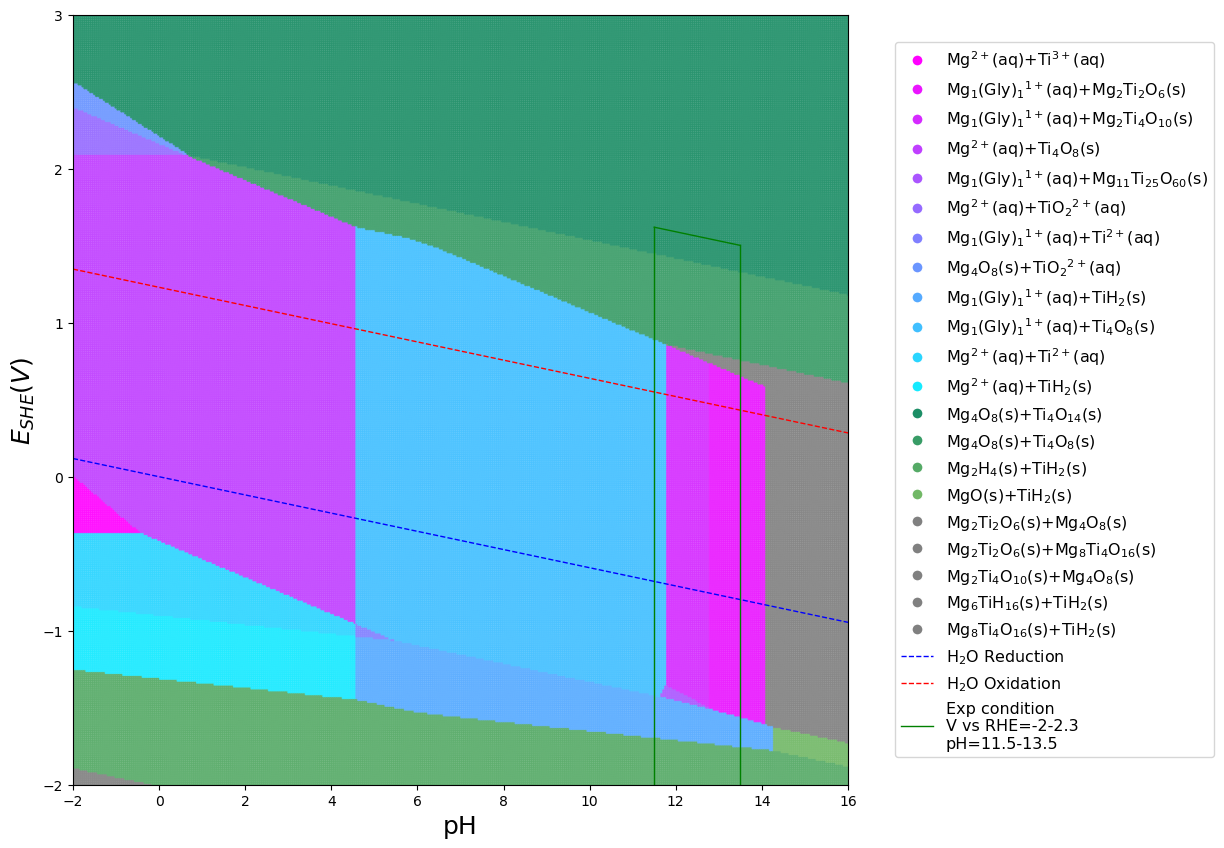 3
2
1
0
−1
−2
E_{SHE}(V)
−2
0
2
4
6
8
10
12
14
16
pH
Mg²⁺(aq)+Ti³⁺(aq)
Mg₁(Gly)₁¹⁺(aq)+Mg₂Ti₂O₆(s)
Mg₁(Gly)₁¹⁺(aq)+Mg₂Ti₄O₁₀(s)
Mg²⁺(aq)+Ti₄O₈(s)
Mg₁(Gly)₁¹⁺(aq)+Mg₁₁Ti₂₅O₆₀(s)
Mg²⁺(aq)+TiO₂²⁺(aq)
Mg₁(Gly)₁¹⁺(aq)+Ti²⁺(aq)
Mg₄O₈(s)+TiO₂²⁺(aq)
Mg₁(Gly)₁¹⁺(aq)+TiH₂(s)
Mg₁(Gly)₁¹⁺(aq)+Ti₄O₈(s)
Mg²⁺(aq)+Ti²⁺(aq)
Mg²⁺(aq)+TiH₂(s)
Mg₄O₈(s)+Ti₄O₁₄(s)
Mg₄O₈(s)+Ti₄O₈(s)
Mg₂H₄(s)+TiH₂(s)
MgO(s)+TiH₂(s)
Mg₂Ti₂O₆(s)+Mg₄O₈(s)
Mg₂Ti₂O₆(s)+Mg₈Ti₄O₁₆(s)
Mg₂Ti₄O₁₀(s)+Mg₄O₈(s)
Mg₆TiH₁₆(s)+TiH₂(s)
Mg₈Ti₄O₁₆(s)+TiH₂(s)
H₂O Reduction
H₂O Oxidation
Exp condition
V vs RHE=-2-2.3
pH=11.5-13.5